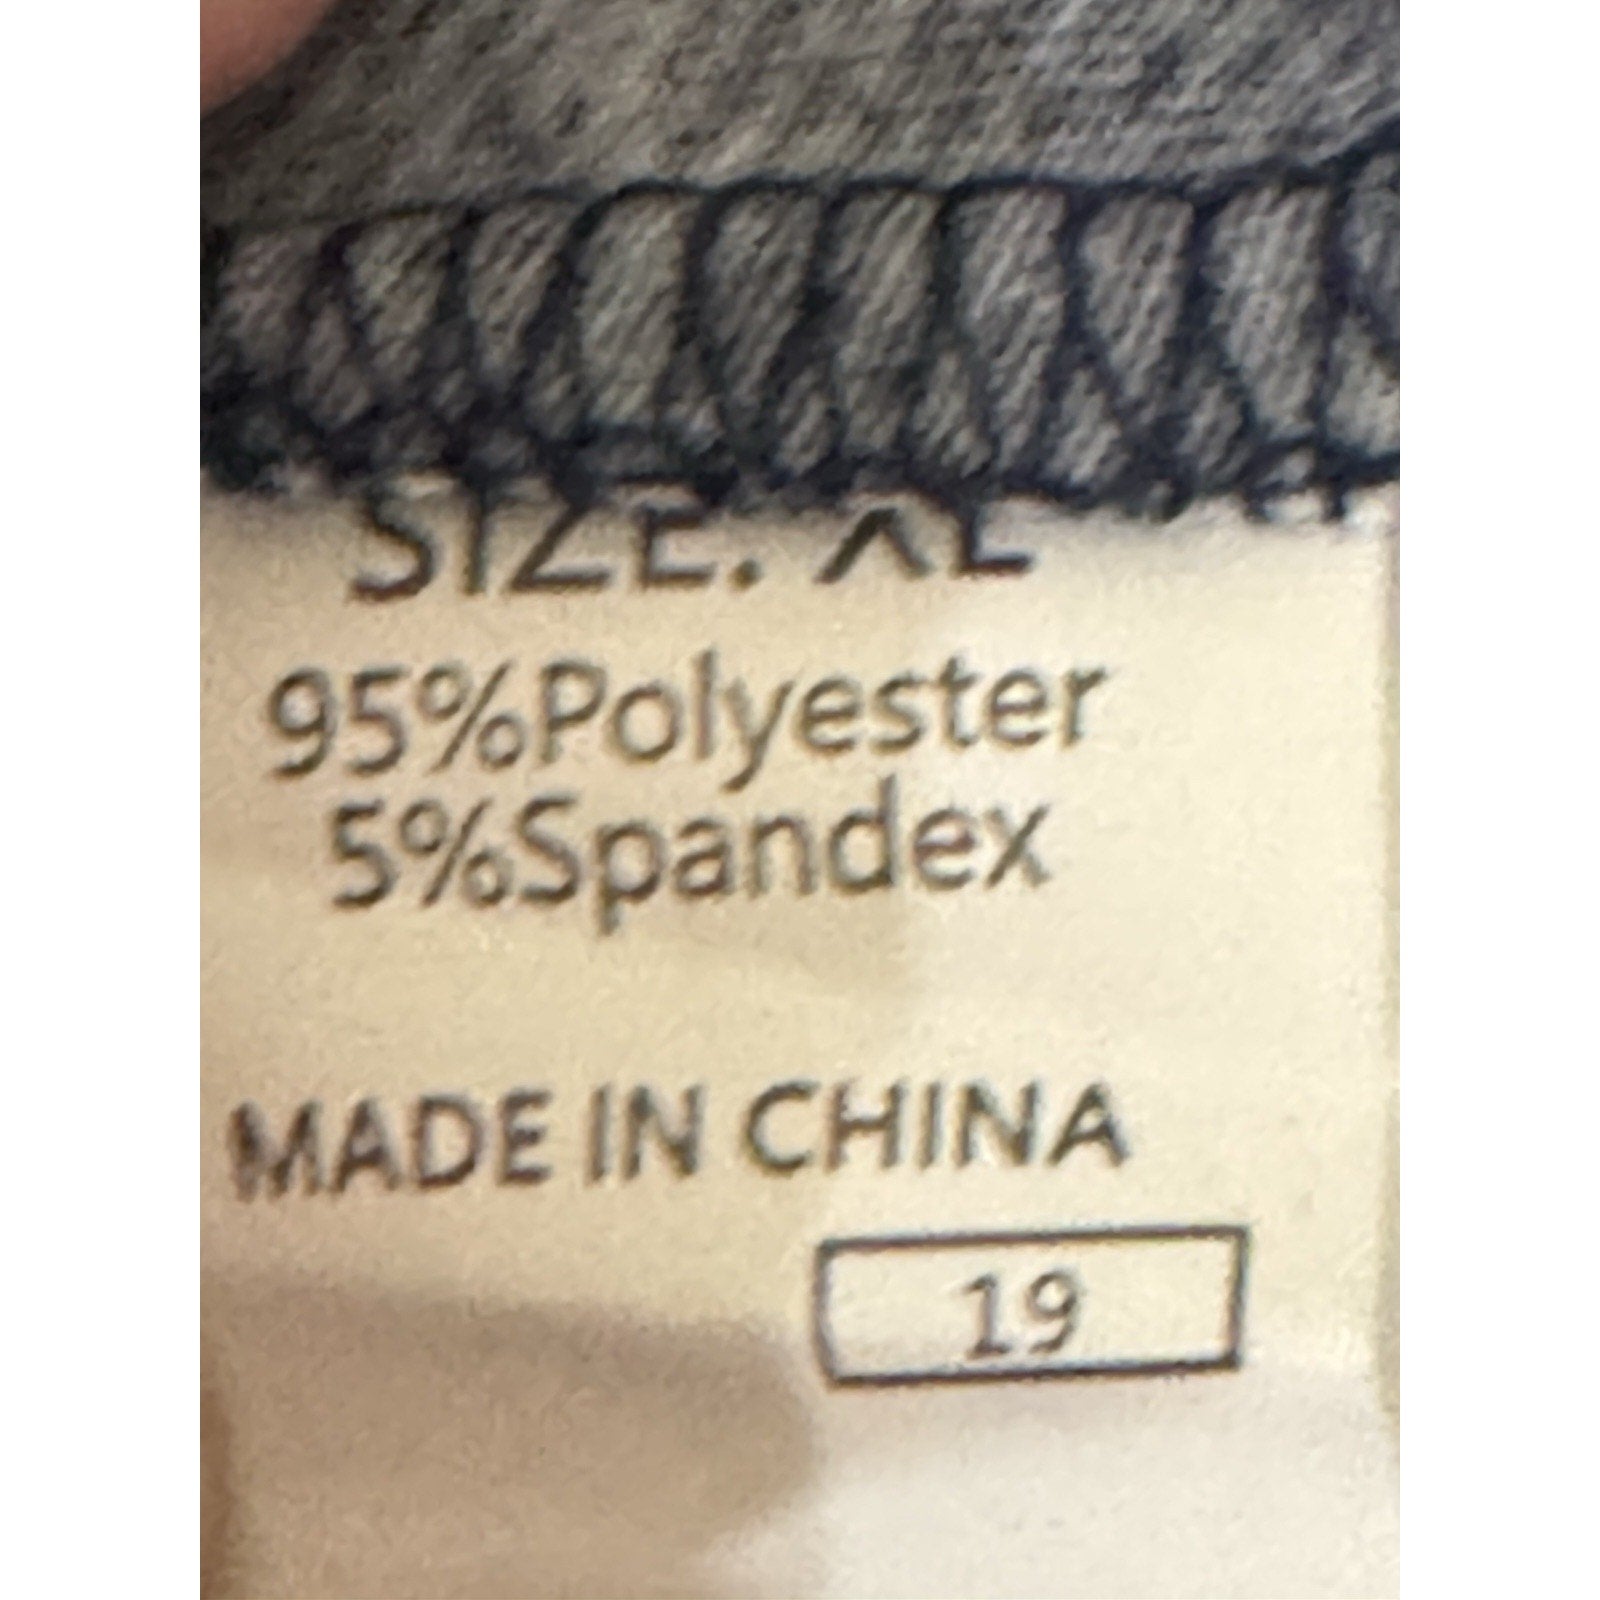 SIZE: XL
95%Polyester
5%Spandex
MADE IN CHINA
19